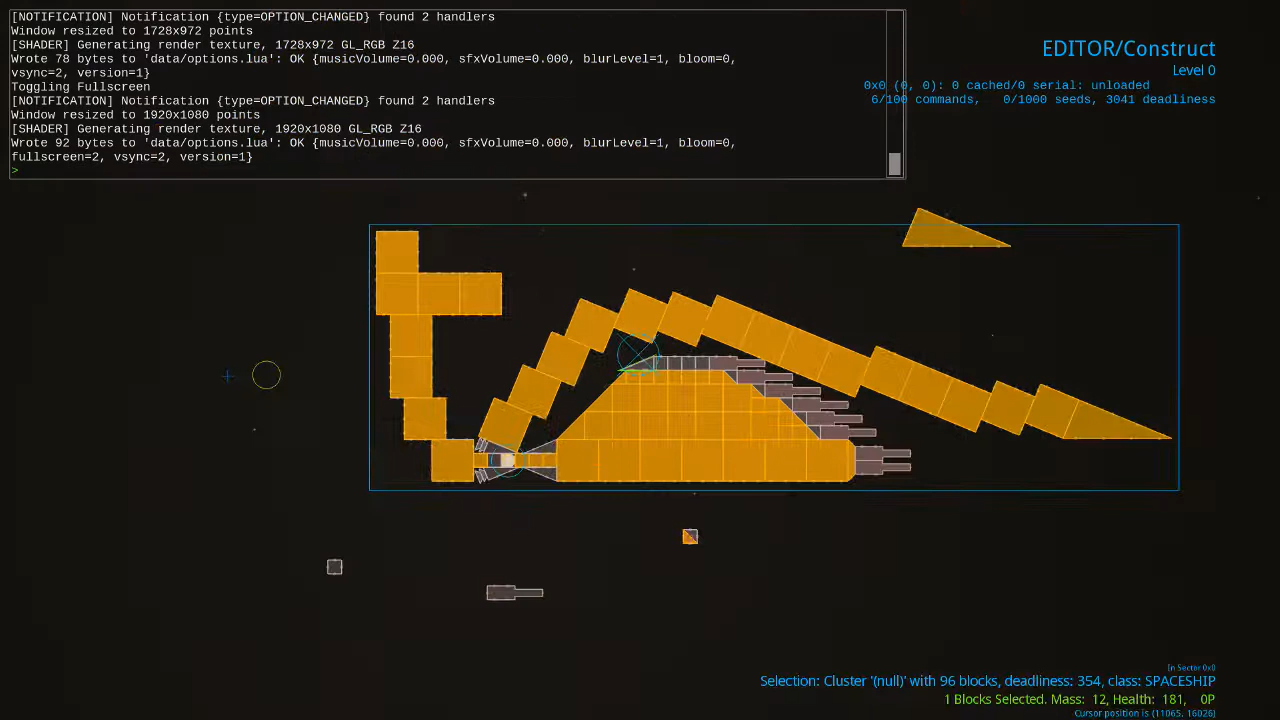 [NOTIFICATION] Notification {type=OPTION_CHANGED} found 2 handlers
Window resized to 1728x972 points
[SHADER] Generating render texture, 1728x972 GL_RGB Z16
Wrote 78 bytes to 'data/options.lua': OK {musicVolume=0.000, sfxVolume=0.000, blurLevel=1, bloom=0,
vsync=2, version=1}
Toggling Fullscreen
[NOTIFICATION] Notification {type=OPTION_CHANGED} found 2 handlers
Window resized to 1920x1080 points
[SHADER] Generating render texture, 1920x1080 GL_RGB Z16
Wrote 92 bytes to 'data/options.lua': OK {musicVolume=0.000, sfxVolume=0.000, blurLevel=1, bloom=0,
fullscreen=2, vsync=2, version=1}
>
EDITOR/Construct
Level 0
0x0 (0, 0): 0 cached/0 serial: unloaded
6/100 commands, 0/1000 seeds, 3041 deadliness
In Sector 0x0
Selection: Cluster '(null)' with 96 blocks, deadliness: 354, class: SPACESHIP
1 Blocks Selected. Mass: 12, Health: 181, 0P
Cursor position is (11065, 16026)